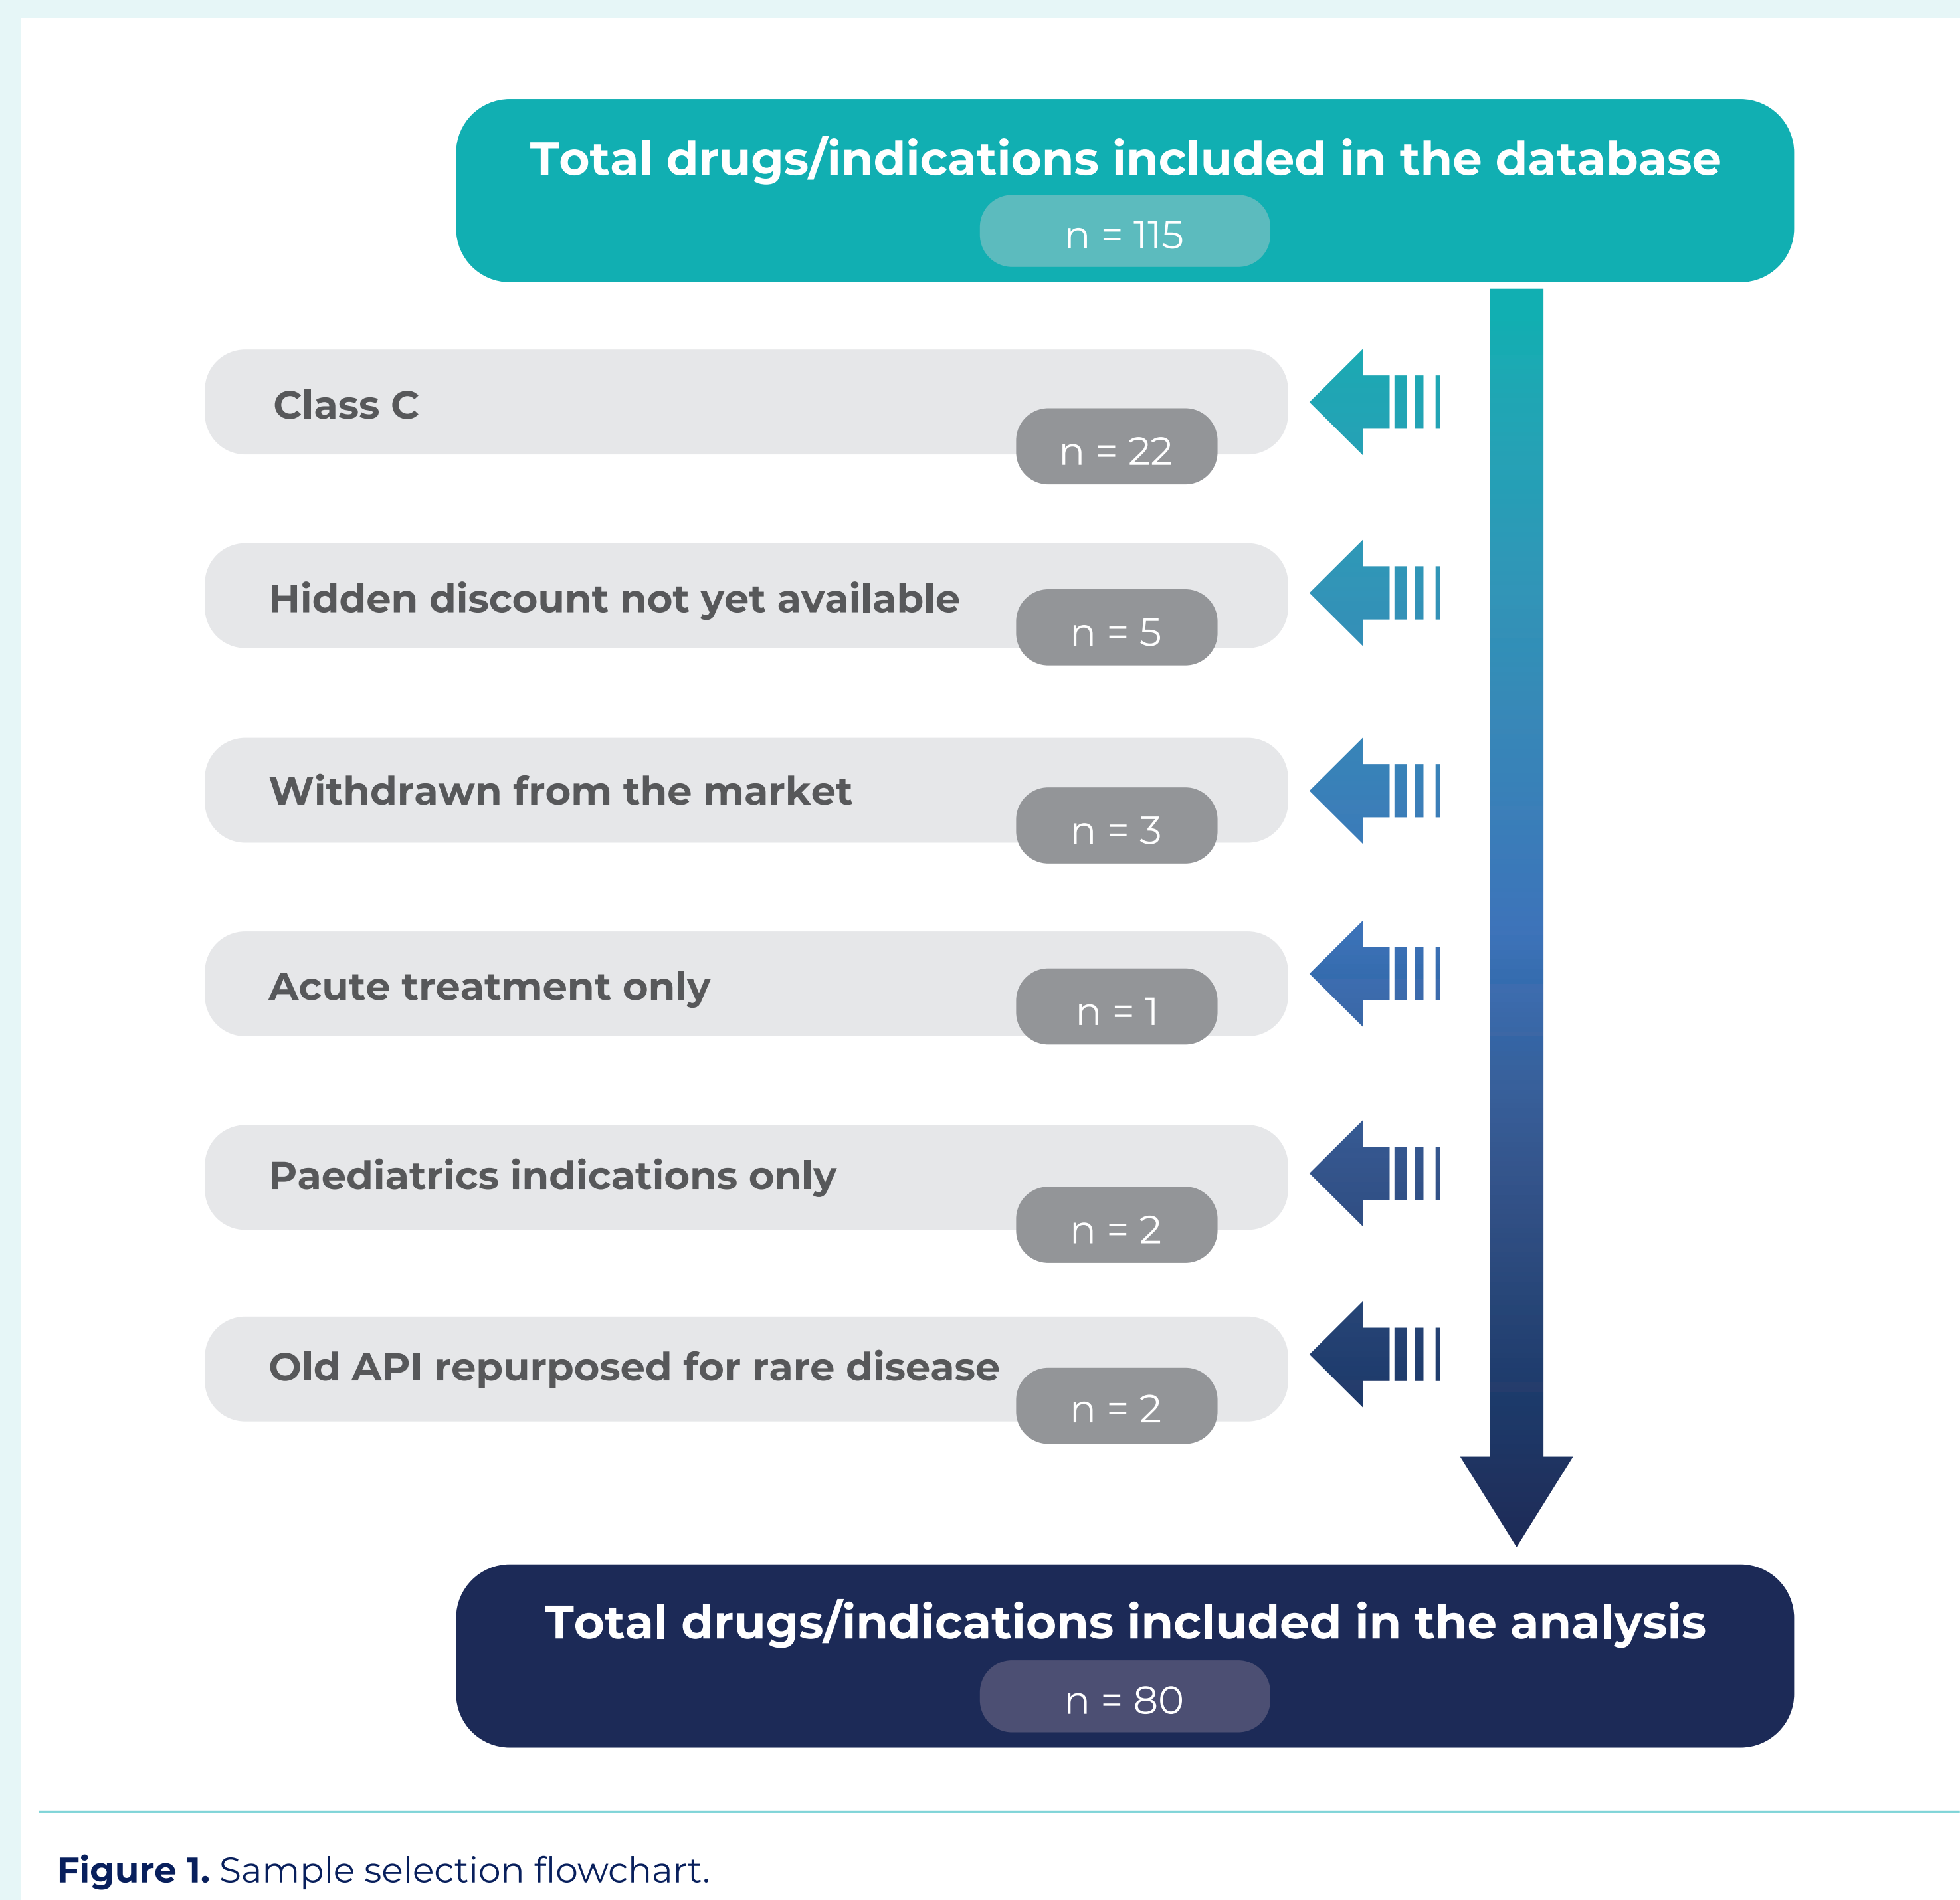 Total drugs/indications included in the database
n = 115
Class C
n = 22
Hidden discount not yet available
n = 5
Withdrawn from the market
n = 3
Acute treatment only
n = 1
Paediatrics indications only
n = 2
Old API repurposed for rare disease
n = 2
Total drugs/indictions included in the analysis
n = 80
Figure 1. Sample selection flowchart.